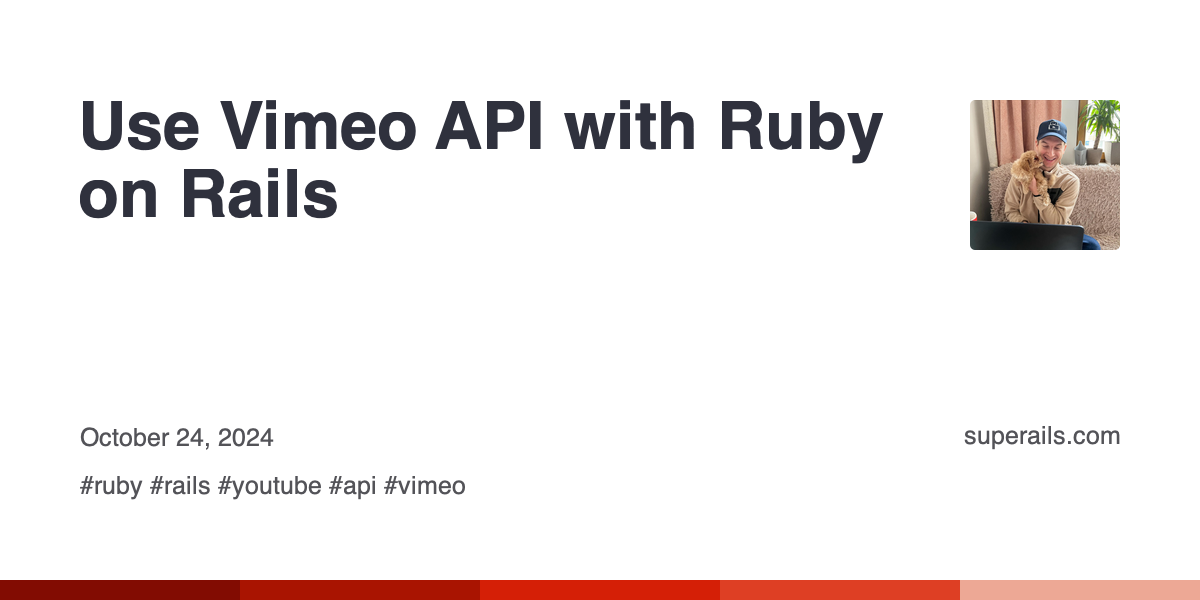 Use Vimeo API with Ruby
on Rails
October 24, 2024
superails.com
#ruby #rails #youtube #api #vimeo